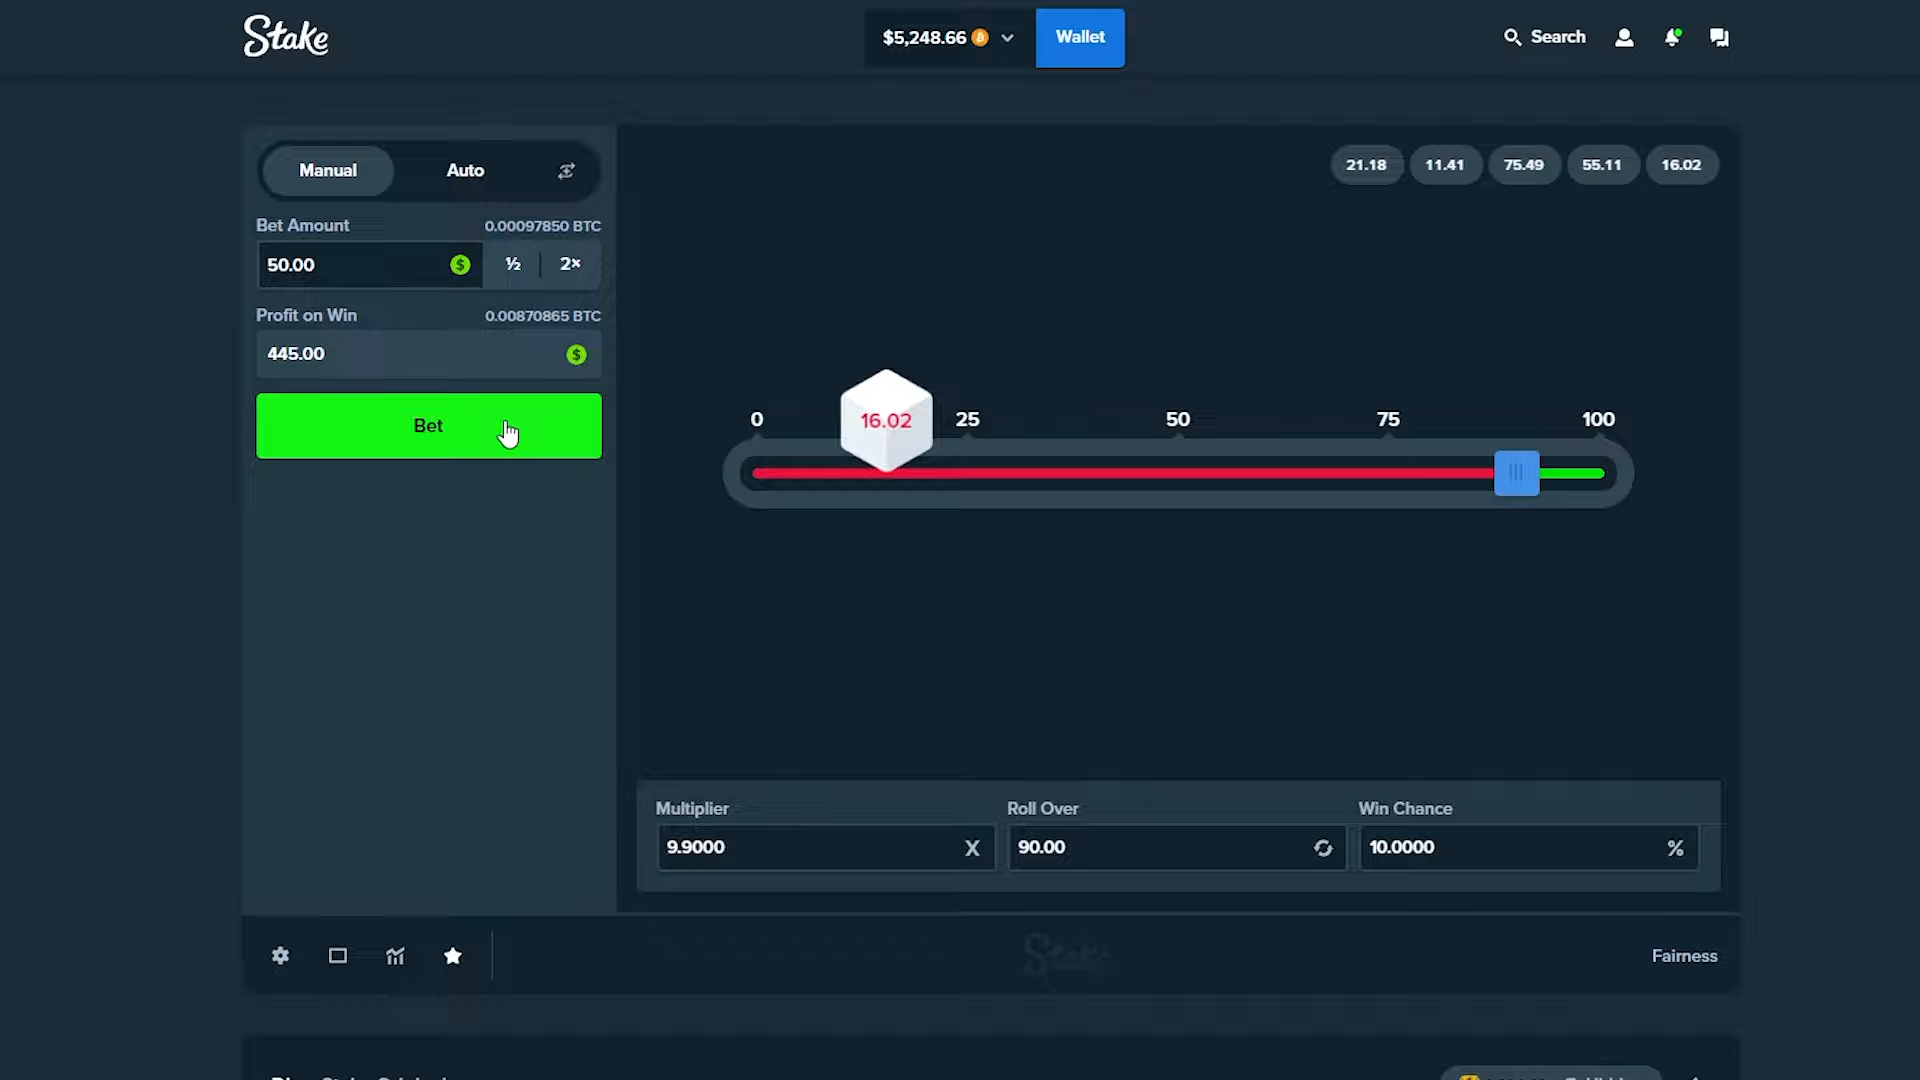 Stake
$5,248.66
Wallet
Search
Manual
Auto
21.18
11.41
75.49
55.11
16.02
Bet Amount
0.00097850 BTC
50.00
$
½
2×
Profit on Win
0.00870865 BTC
445.00
$
Bet
0
16.02
25
50
75
100
Multiplier
Roll Over
Win Chance
9.9000
X
90.00
10.0000
%
Stake
Fairness